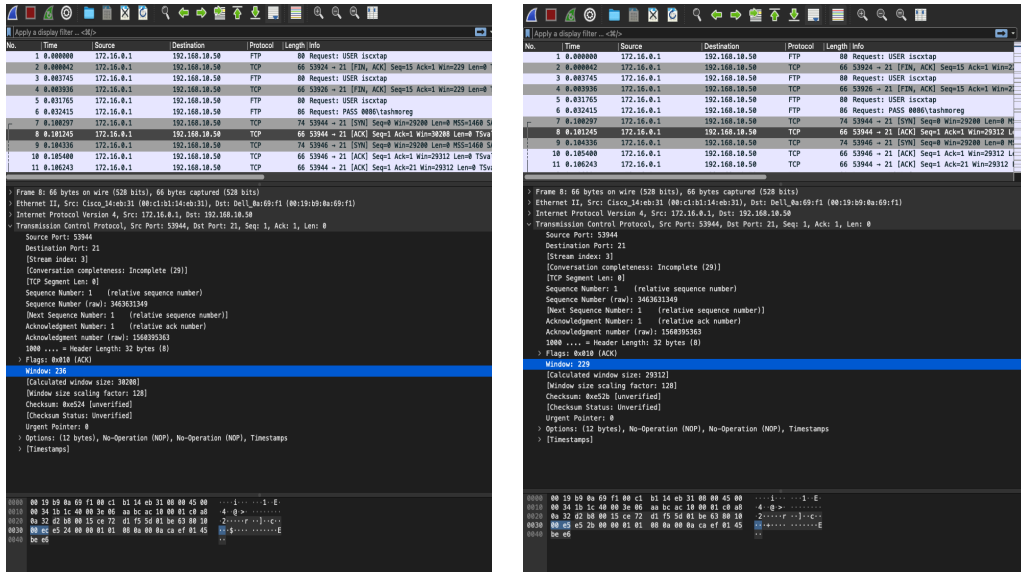 Apply a display filter ... <⌘/>
No. Time Source Destination Protocol Length Info
1 0.000000 172.16.0.1 192.168.10.50 FTP 80 Request: USER iscxtap
2 0.000042 172.16.0.1 192.168.10.50 TCP 66 53924 → 21 [FIN, ACK] Seq=15 Ack=1 Win=229 Len=0
3 0.003745 172.16.0.1 192.168.10.50 FTP 80 Request: USER iscxtap
4 0.003936 172.16.0.1 192.168.10.50 TCP 66 53926 → 21 [FIN, ACK] Seq=15 Ack=1 Win=229 Len=0
5 0.031765 172.16.0.1 192.168.10.50 FTP 80 Request: USER iscxtap
6 0.032415 172.16.0.1 192.168.10.50 FTP 86 Request: PASS 0086\tashmoreg
7 0.100297 172.16.0.1 192.168.10.50 TCP 74 53944 → 21 [SYN] Seq=0 Win=29200 Len=0 MSS=1460
8 0.101245 172.16.0.1 192.168.10.50 TCP 66 53944 → 21 [ACK] Seq=1 Ack=1 Win=30208 Len=0 TSva
9 0.104336 172.16.0.1 192.168.10.50 TCP 74 53946 → 21 [SYN] Seq=0 Win=29200 Len=0 MSS=1460
10 0.105400 172.16.0.1 192.168.10.50 TCP 66 53946 → 21 [ACK] Seq=1 Ack=1 Win=29312 Len=0 TSva
11 0.106243 172.16.0.1 192.168.10.50 TCP 66 53944 → 21 [ACK] Seq=1 Ack=21 Win=29312 Len=0
Frame 8: 66 bytes on wire (528 bits), 66 bytes captured (528 bits)
Ethernet II, Src: Cisco_14:eb:31 (00:c1:b1:14:eb:31), Dst: Dell_0a:69:f1 (00:19:b9:0a:69:f1)
Internet Protocol Version 4, Src: 172.16.0.1, Dst: 192.168.10.50
Transmission Control Protocol, Src Port: 53944, Dst Port: 21, Seq: 1, Ack: 1, Len: 0
Source Port: 53944
Destination Port: 21
[Stream index: 3]
[Conversation completeness: Incomplete (29)]
[TCP Segment Len: 0]
Sequence Number: 1 (relative sequence number)
Sequence Number (raw): 3463631349
[Next Sequence Number: 1 (relative sequence number)]
Acknowledgment Number: 1 (relative ack number)
Acknowledgment number (raw): 1560395363
1000 .... = Header Length: 32 bytes (8)
Flags: 0x010 (ACK)
Window: 236
[Calculated window size: 30208]
[Window size scaling factor: 128]
Checksum: 0xe524 [unverified]
[Checksum Status: Unverified]
Urgent Pointer: 0
Options: (12 bytes), No-Operation (NOP), No-Operation (NOP), Timestamps
[Timestamps]
0000 00 19 b9 0a 69 f1 00 c1 b1 14 eb 31 08 00 45 00 ····i··· ···1··E·
0010 00 34 1b 1c 40 00 3e 06 aa bc ac 10 00 01 c0 a8 ·4··@·>· ········
0020 0a 32 d2 b8 00 15 ce 72 d1 f5 5d 01 be 63 80 10 ·2·····r ··]··c··
0030 00 ec e5 24 00 00 01 01 08 0a 00 0a ca ef 01 45 ···$···· ·······E
0040 be e6 ··
Apply a display filter ... <⌘/>
No. Time Source Destination Protocol Length Info
1 0.000000 172.16.0.1 192.168.10.50 FTP 80 Request: USER iscxtap
2 0.000042 172.16.0.1 192.168.10.50 TCP 66 53924 → 21 [FIN, ACK] Seq=15 Ack=1 Win=2
3 0.003745 172.16.0.1 192.168.10.50 FTP 80 Request: USER iscxtap
4 0.003936 172.16.0.1 192.168.10.50 TCP 66 53926 → 21 [FIN, ACK] Seq=15 Ack=1 Win=2
5 0.031765 172.16.0.1 192.168.10.50 FTP 80 Request: USER iscxtap
6 0.032415 172.16.0.1 192.168.10.50 FTP 86 Request: PASS 0086\tashmoreg
7 0.100297 172.16.0.1 192.168.10.50 TCP 74 53944 → 21 [SYN] Seq=0 Win=29200 Len=0 M
8 0.101245 172.16.0.1 192.168.10.50 TCP 66 53944 → 21 [ACK] Seq=1 Ack=1 Win=29312 L
9 0.104336 172.16.0.1 192.168.10.50 TCP 74 53946 → 21 [SYN] Seq=0 Win=29200 Len=0 M
10 0.105400 172.16.0.1 192.168.10.50 TCP 66 53946 → 21 [ACK] Seq=1 Ack=1 Win=29312 L
11 0.106243 172.16.0.1 192.168.10.50 TCP 66 53944 → 21 [ACK] Seq=1 Ack=21 Win=29312
Frame 8: 66 bytes on wire (528 bits), 66 bytes captured (528 bits)
Ethernet II, Src: Cisco_14:eb:31 (00:c1:b1:14:eb:31), Dst: Dell_0a:69:f1 (00:19:b9:0a:69:f1)
Internet Protocol Version 4, Src: 172.16.0.1, Dst: 192.168.10.50
Transmission Control Protocol, Src Port: 53944, Dst Port: 21, Seq: 1, Ack: 1, Len: 0
Source Port: 53944
Destination Port: 21
[Stream index: 3]
[Conversation completeness: Incomplete (29)]
[TCP Segment Len: 0]
Sequence Number: 1 (relative sequence number)
Sequence Number (raw): 3463631349
[Next Sequence Number: 1 (relative sequence number)]
Acknowledgment Number: 1 (relative ack number)
Acknowledgment number (raw): 1560395363
1000 .... = Header Length: 32 bytes (8)
Flags: 0x010 (ACK)
Window: 229
[Calculated window size: 29312]
[Window size scaling factor: 128]
Checksum: 0xe52b [unverified]
[Checksum Status: Unverified]
Urgent Pointer: 0
Options: (12 bytes), No-Operation (NOP), No-Operation (NOP), Timestamps
[Timestamps]
0000 00 19 b9 0a 69 f1 00 c1 b1 14 eb 31 08 00 45 00 ····i··· ···1··E·
0010 00 34 1b 1c 40 00 3e 06 aa bc ac 10 00 01 c0 a8 ·4··@·>· ········
0020 0a 32 d2 b8 00 15 ce 72 d1 f5 5d 01 be 63 80 10 ·2·····r ··]··c··
0030 00 e5 e5 2b 00 00 01 01 08 0a 00 0a ca ef 01 45 ···+···· ·······E
0040 be e6 ··